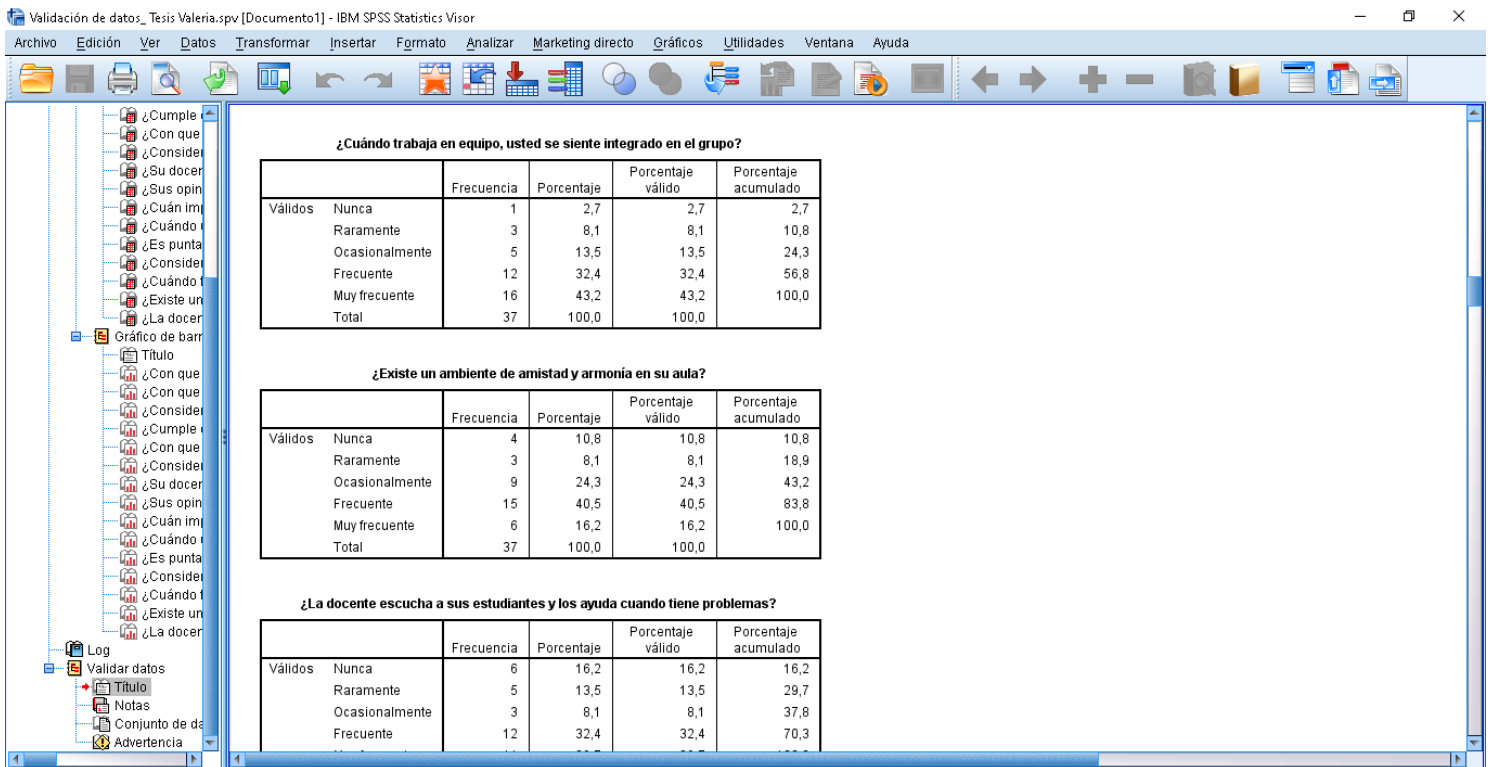 Validación de datos_ Tesis Valeria.spv [Documento1] - IBM SPSS Statistics Visor
Archivo Edición Ver Datos Transformar Insertar Formato Analizar Marketing directo Gráficos Utilidades Ventana Ayuda
¿Cumple
¿Con que
¿Consider
¿Su docer
¿Sus opin
¿Cuán imp
¿Cuándo
¿Es punta
¿Consider
¿Cuándo t
¿Existe un
¿La docer
Gráfico de barr
Título
¿Con que
¿Con que
¿Consider
¿Cumple
¿Con que
¿Consider
¿Su docer
¿Sus opin
¿Cuán imp
¿Cuándo
¿Es punta
¿Consider
¿Cuándo t
¿Existe un
¿La docer
Log
Validar datos
Título
Notas
Conjunto de da
Advertencia
¿Cuándo trabaja en equipo, usted se siente integrado en el grupo?
Frecuencia Porcentaje Porcentaje válido Porcentaje acumulado
Válidos Nunca 1 2,7 2,7 2,7
Raramente 3 8,1 8,1 10,8
Ocasionalmente 5 13,5 13,5 24,3
Frecuente 12 32,4 32,4 56,8
Muy frecuente 16 43,2 43,2 100,0
Total 37 100,0 100,0
¿Existe un ambiente de amistad y armonía en su aula?
Frecuencia Porcentaje Porcentaje válido Porcentaje acumulado
Válidos Nunca 4 10,8 10,8 10,8
Raramente 3 8,1 8,1 18,9
Ocasionalmente 9 24,3 24,3 43,2
Frecuente 15 40,5 40,5 83,8
Muy frecuente 6 16,2 16,2 100,0
Total 37 100,0 100,0
¿La docente escucha a sus estudiantes y los ayuda cuando tiene problemas?
Frecuencia Porcentaje Porcentaje válido Porcentaje acumulado
Válidos Nunca 6 16,2 16,2 16,2
Raramente 5 13,5 13,5 29,7
Ocasionalmente 3 8,1 8,1 37,8
Frecuente 12 32,4 32,4 70,3